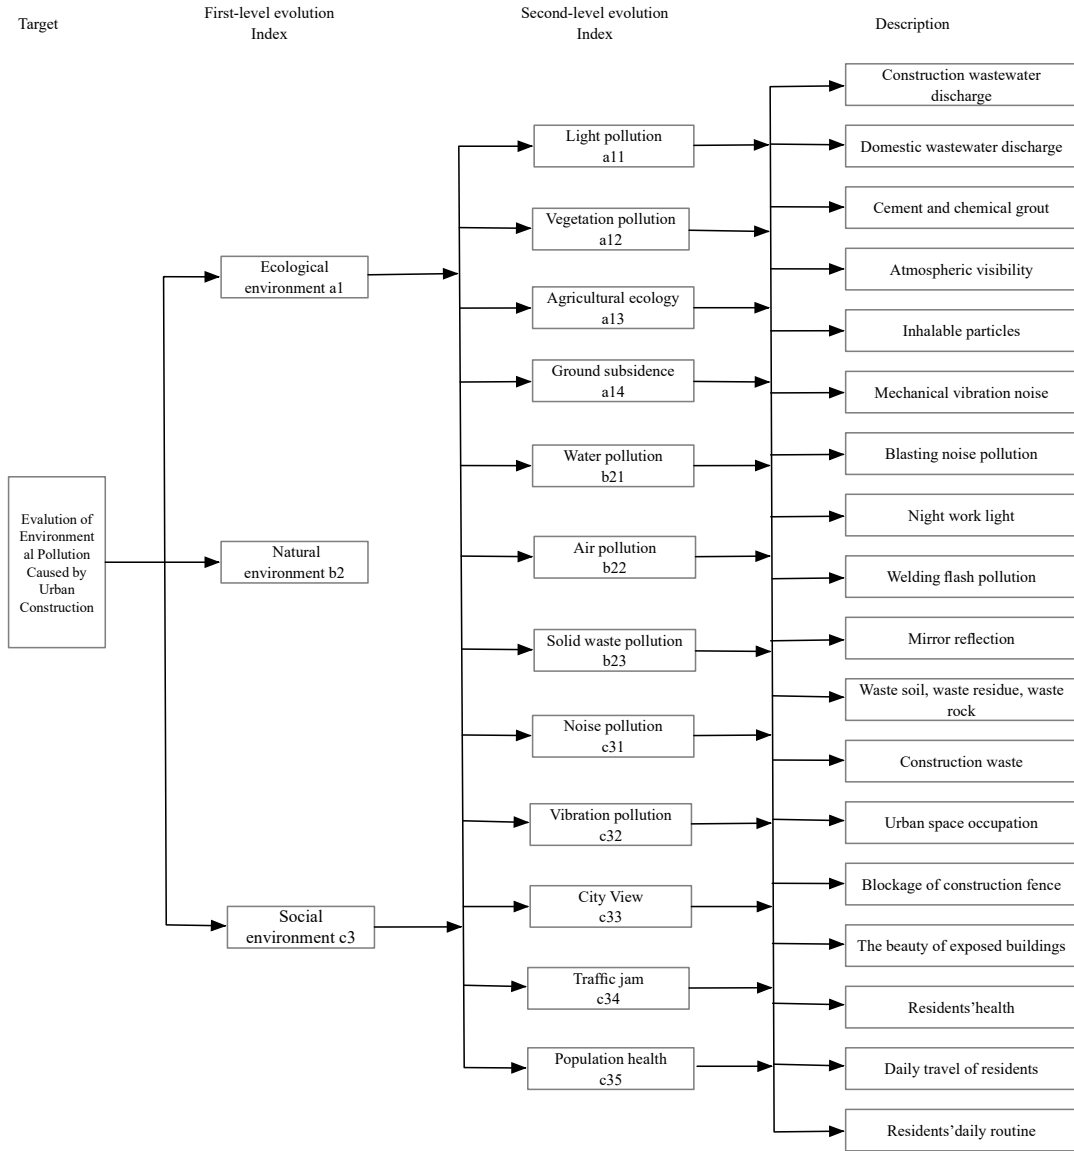 Target
First-level evolution
Index
Second-level evolution
Index
Description
Evalution of
Environment
al Pollution
Caused by
Urban
Construction
Ecological
environment a1
Natural
environment b2
Social
environment c3
Light pollution
a11
Vegetation pollution
a12
Agricultural ecology
a13
Ground subsidence
a14
Water pollution
b21
Air pollution
b22
Solid waste pollution
b23
Noise pollution
c31
Vibration pollution
c32
City View
c33
Traffic jam
c34
Population health
c35
Construction wastewater
discharge
Domestic wastewater discharge
Cement and chemical grout
Atmospheric visibility
Inhalable particles
Mechanical vibration noise
Blasting noise pollution
Night work light
Welding flash pollution
Mirror reflection
Waste soil, waste residue, waste
rock
Construction waste
Urban space occupation
Blockage of construction fence
The beauty of exposed buildings
Residents’health
Daily travel of residents
Residents’daily routine